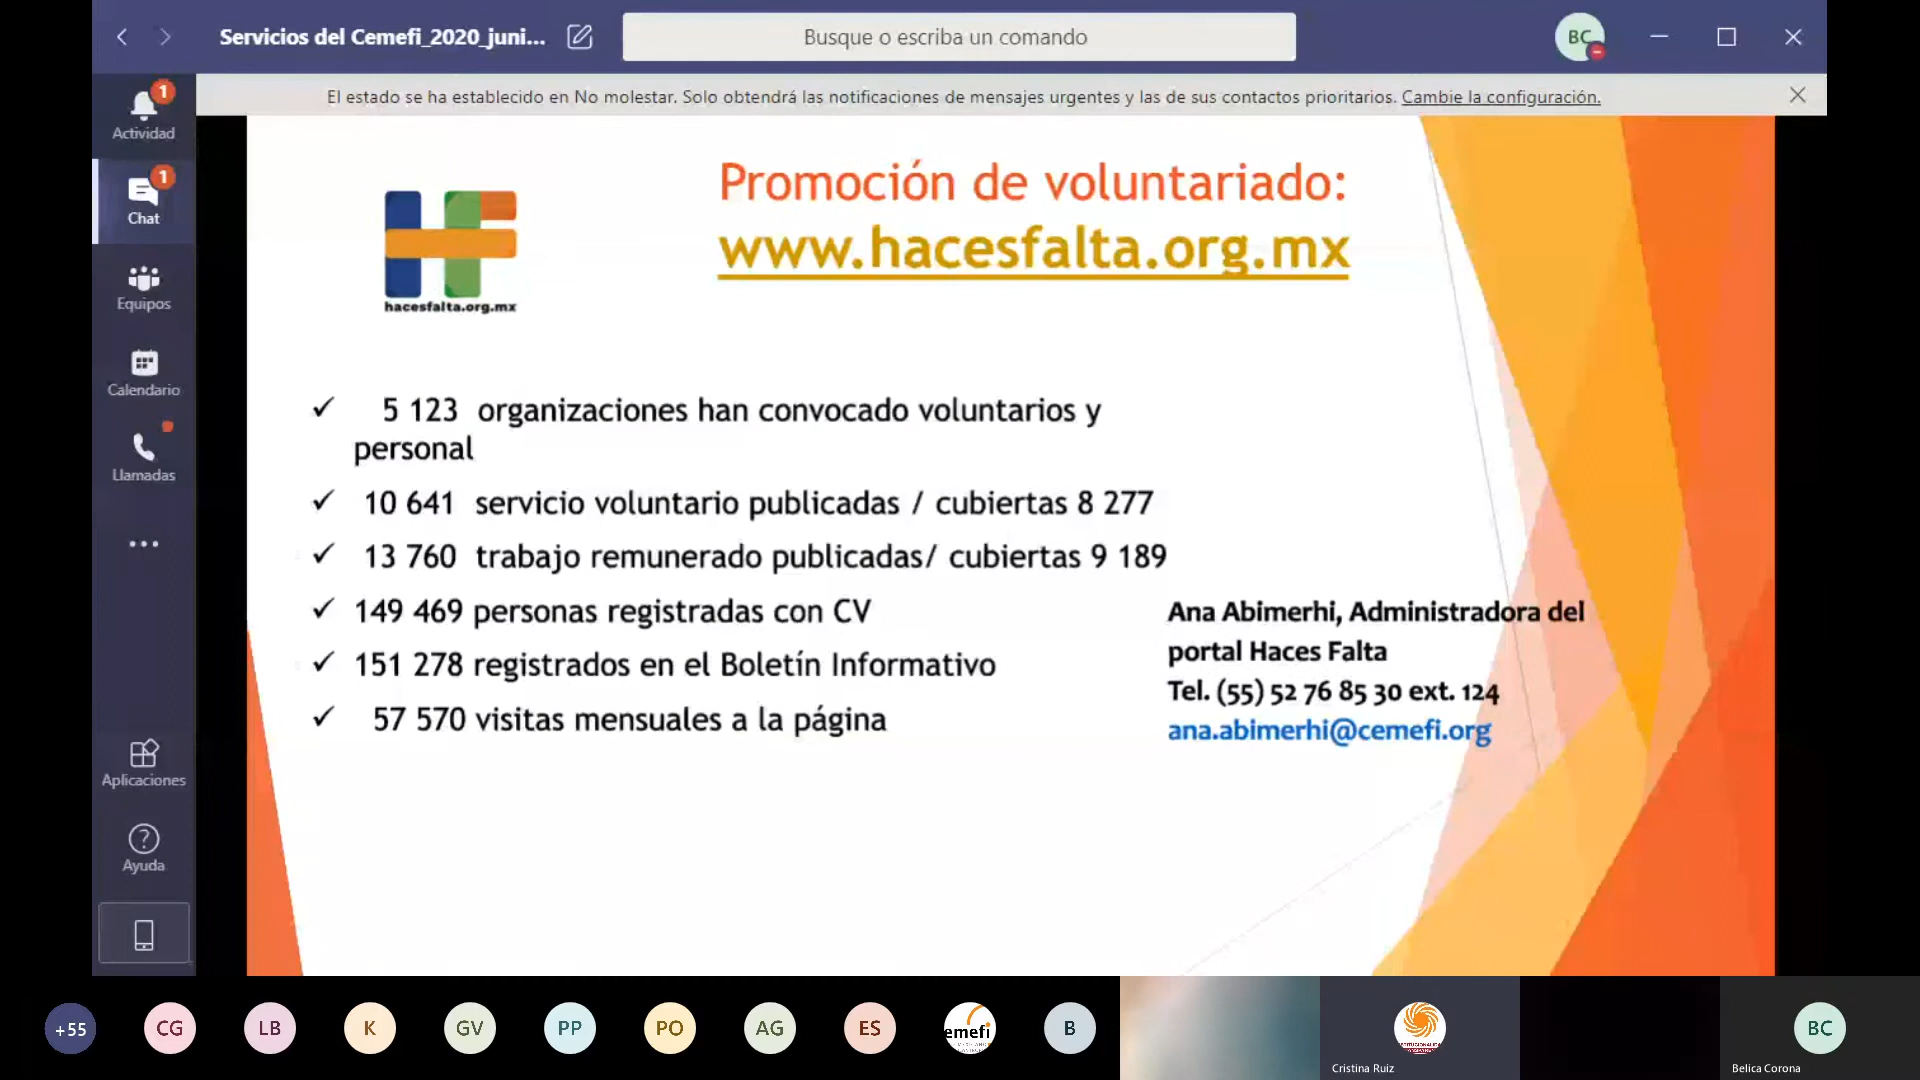 Servicios del Cemefi_2020_juni...
Busque o escriba un comando
BC
El estado se ha establecido en No molestar. Solo obtendrá las notificaciones de mensajes urgentes y las de sus contactos prioritarios. Cambie la configuración.
1
Actividad
1
Chat
Equipos
Calendario
Llamadas
Aplicaciones
Ayuda
HF
hacesfalta.org.mx
Promoción de voluntariado:
www.hacesfalta.org.mx
✓ 5 123 organizaciones han convocado voluntarios y
personal
✓ 10 641 servicio voluntario publicadas / cubiertas 8 277
✓ 13 760 trabajo remunerado publicadas/ cubiertas 9 189
✓ 149 469 personas registradas con CV
✓ 151 278 registrados en el Boletín Informativo
✓ 57 570 visitas mensuales a la página
Ana Abimerhi, Administradora del
portal Haces Falta
Tel. (55) 52 76 85 30 ext. 124
ana.abimerhi@cemefi.org
+55
CG
LB
K
GV
PP
PO
AG
ES
emefi
B
Cristina Ruiz
BC
Belica Corona